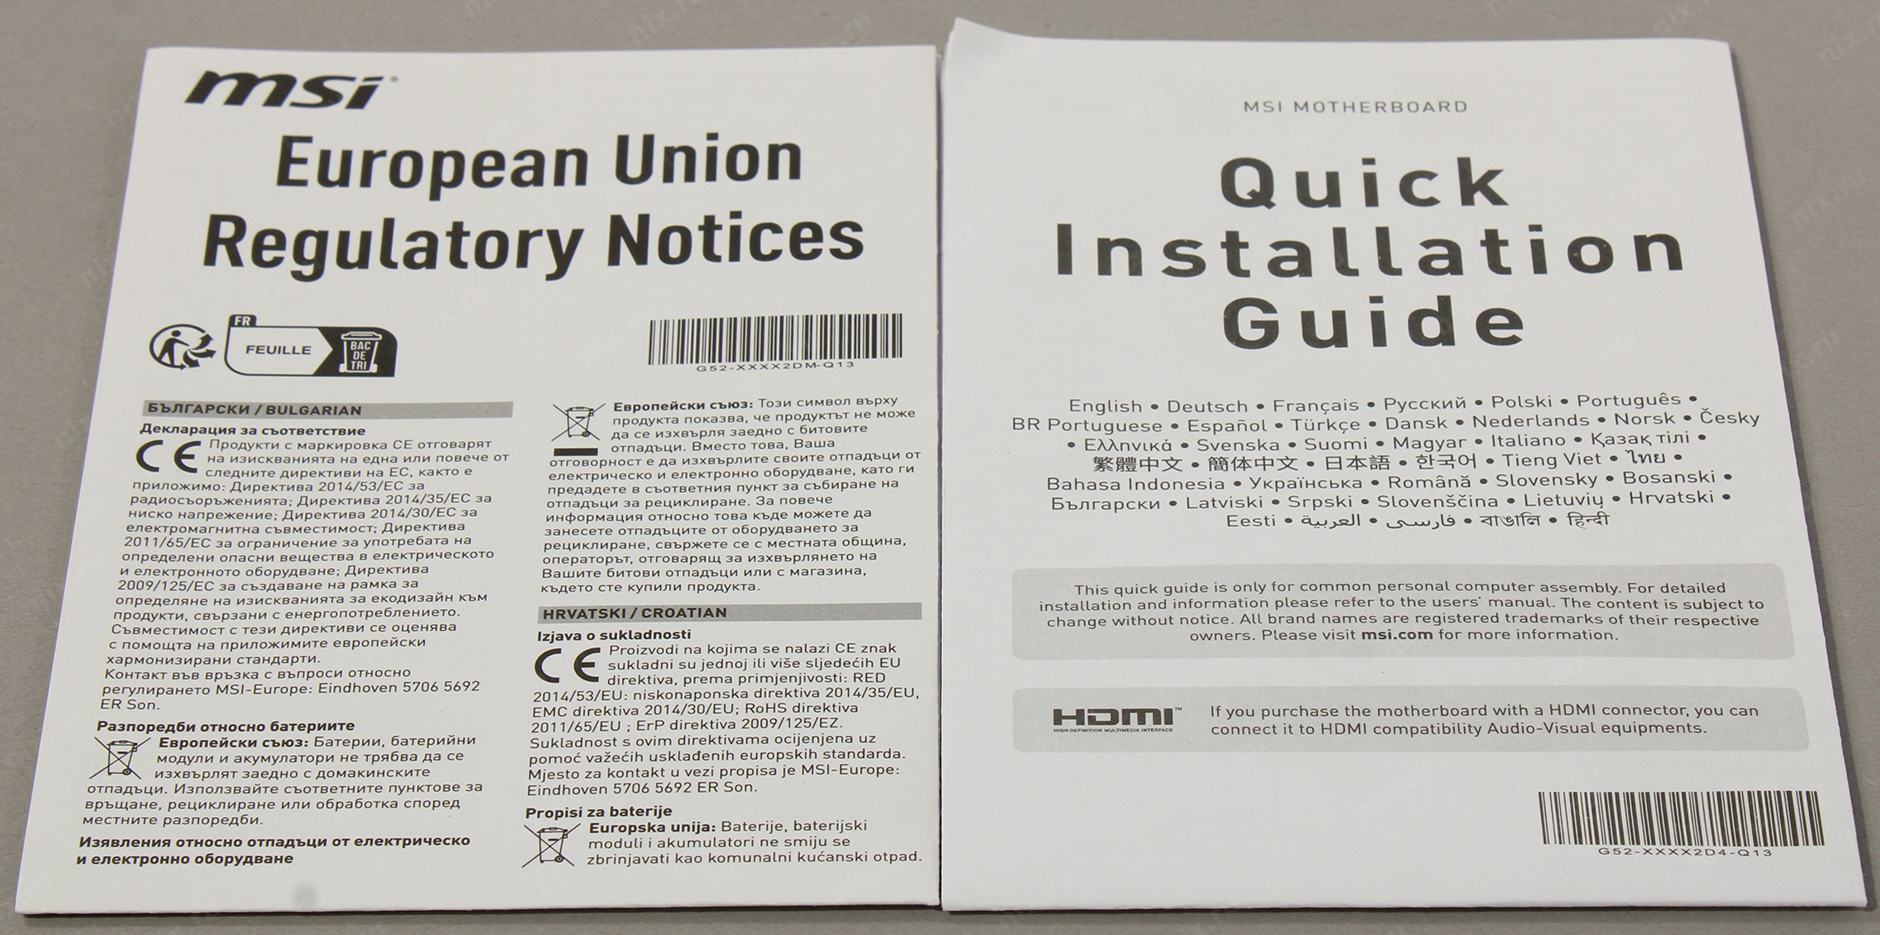 msi
European Union
Regulatory Notices
FR
FEUILLE
BAC
DE
TRI
G52-XXXX2DM-Q13
БЪЛГАРСКИ / BULGARIAN
Декларация за съответствие
CE
Продукти с маркировка CE отговарят
на изискванията на една или повече от
следните директиви на ЕС, както е
приложимо: Директива 2014/53/ЕС за
радиосъоръженията; Директива 2014/35/ЕС за
ниско напрежение; Директива 2014/30/ЕС за
електромагнитна съвместимост; Директива
2011/65/ЕС за ограничение за употребата на
определени опасни вещества в електрическото
и електронното оборудване; Директива
2009/125/ЕС за създаване на рамка за
определяне на изискванията за екодизайн към
продукти, свързани с енергопотреблението.
Съвместимост с тези директиви се оценява
с помощта на приложимите европейски
хармонизирани стандарти.
Контакт във връзка с въпроси относно
регулирането MSI-Europe: Eindhoven 5706 5692
ER Son.
Разпоредби относно батериите
Европейски съюз: Батерии, батерийни
модули и акумулатори не трябва да се
изхвърлят заедно с домакинските
отпадъци. Използвайте съответните пунктове за
връщане, рециклиране или обработка според
местните разпоредби.
Изявления относно отпадъци от електрическо
и електронно оборудване
Европейски съюз: Този символ върху
продукта показва, че продуктът не може
да се изхвърля заедно с битовите
отпадъци. Вместо това, Ваша
отговорност е да изхвърлите своите отпадъци от
електрическо и електронно оборудване, като ги
предадете в съответния пункт за събиране на
отпадъци за рециклиране. За повече
информация относно това къде можете да
занесете отпадъците от оборудването за
рециклиране, свържете се с местната община,
операторът, отговарящ за изхвърлянето на
Вашите битови отпадъци или с магазина,
където сте купили продукта.
HRVATSKI / CROATIAN
Izjava o sukladnosti
CE
Proizvodi na kojima se nalazi CE znak
sukladni su jednoj ili više sljedećih EU
direktiva, prema primjenjivosti: RED
2014/53/EU: niskonaponska direktiva 2014/35/EU,
EMC direktiva 2014/30/EU; RoHS direktiva
2011/65/EU ; ErP direktiva 2009/125/EZ.
Sukladnost s ovim direktivama ocijenjena uz
pomoć važećih usklađenih europskih standarda.
Mjesto za kontakt u vezi propisa je MSI-Europe:
Eindhoven 5706 5692 ER Son.
Propisi za baterije
Europska unija: Baterije, baterijski
moduli i akumulatori ne smiju se
zbrinjavati kao komunalni kućanski otpad.
MSI MOTHERBOARD
Quick
Installation
Guide
English • Deutsch • Français • Русский • Polski • Português •
BR Portuguese • Español • Türkçe • Dansk • Nederlands • Norsk • Česky
• Ελληνικά • Svenska • Suomi • Magyar • Italiano • Қазақ тілі •
繁體中文 • 簡体中文 • 日本語 • 한국어 • Tieng Viet • ไทย •
Bahasa Indonesia • Українська • Română • Slovensky • Bosanski •
Български • Latviski • Srpski • Slovenščina • Lietuvių • Hrvatski •
Eesti • العربية • فارسی • বাঙালি • हिन्दी
This quick guide is only for common personal computer assembly. For detailed
installation and information please refer to the users' manual. The content is subject to
change without notice. All brand names are registered trademarks of their respective
owners. Please visit msi.com for more information.
HDMI™
HIGH-DEFINITION MULTIMEDIA INTERFACE
If you purchase the motherboard with a HDMI connector, you can
connect it to HDMI compatibility Audio-Visual equipments.
G52-XXXX2D4-Q13